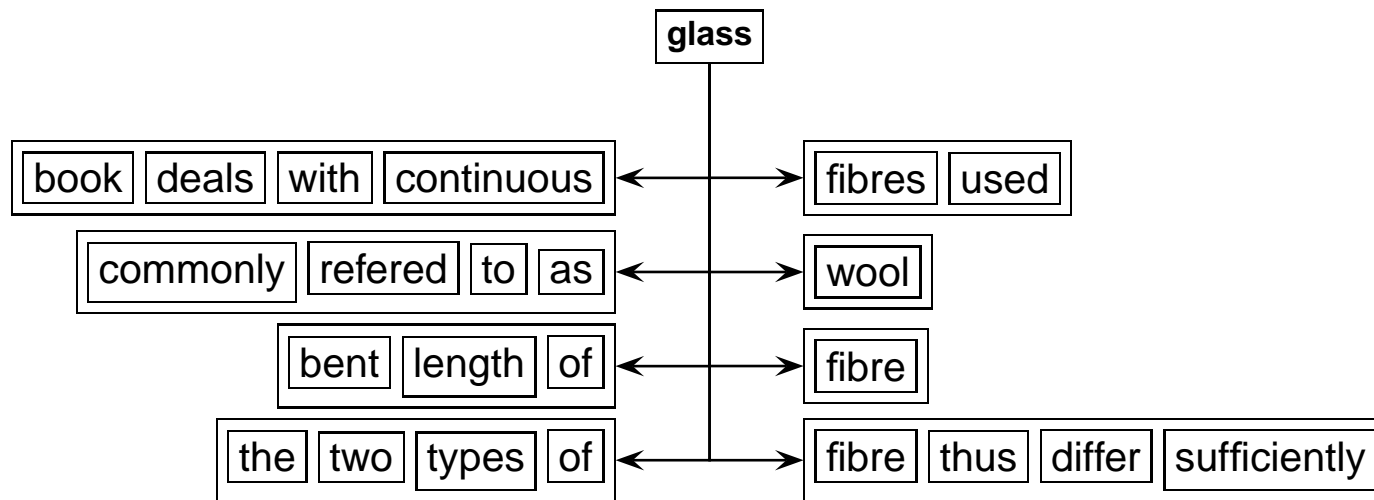 glass
book deals with continuous fibres used
commonly refered to as wool
bent length of fibre
the two types of fibre thus differ sufficiently